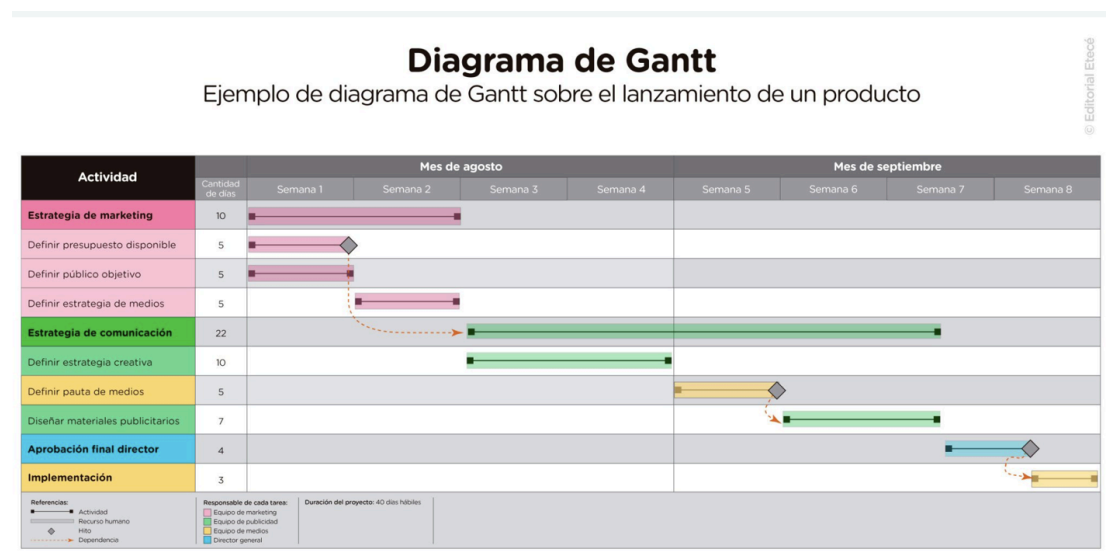 Diagrama de Gantt
Ejemplo de diagrama de Gantt sobre el lanzamiento de un producto
© Editorial Etecé
Actividad
Cantidad
de días
Mes de agosto
Mes de septiembre
Semana 1
Semana 2
Semana 3
Semana 4
Semana 5
Semana 6
Semana 7
Semana 8
Estrategia de marketing 10
Definir presupuesto disponible 5
Definir público objetivo 5
Definir estrategia de medios 5
Estrategia de comunicación 22
Definir estrategia creativa 10
Definir pauta de medios 5
Diseñar materiales publicitarios 7
Aprobación final director 4
Implementación 3
Referencias:
Actividad
Recurso humano
Hito
Dependencia
Responsable de cada tarea:
Equipo de marketing
Equipo de publicidad
Equipo de medios
Director general
Duración del proyecto: 40 días hábiles